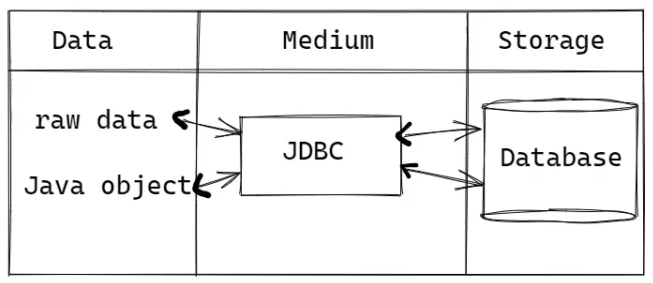 Data
Medium
Storage
raw data
JDBC
Java object
Database